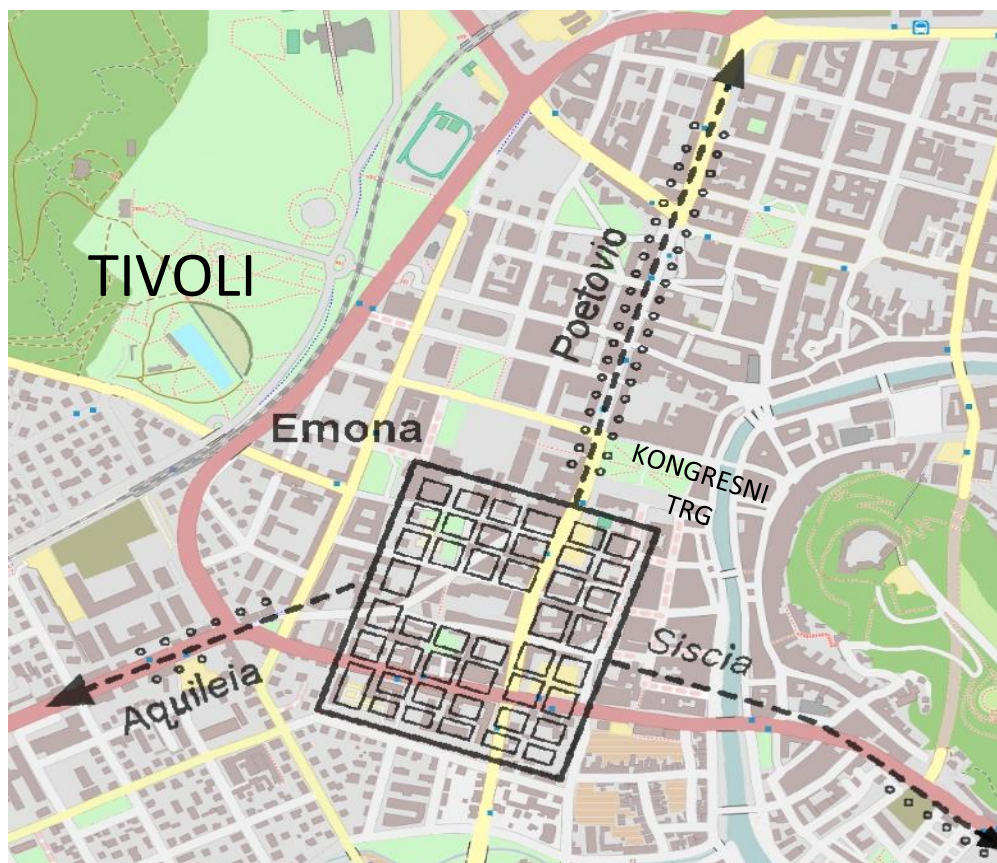 TIVOLI
Poetovio
Emona
KONGRESNI
TRG
Siscia
Aquileia